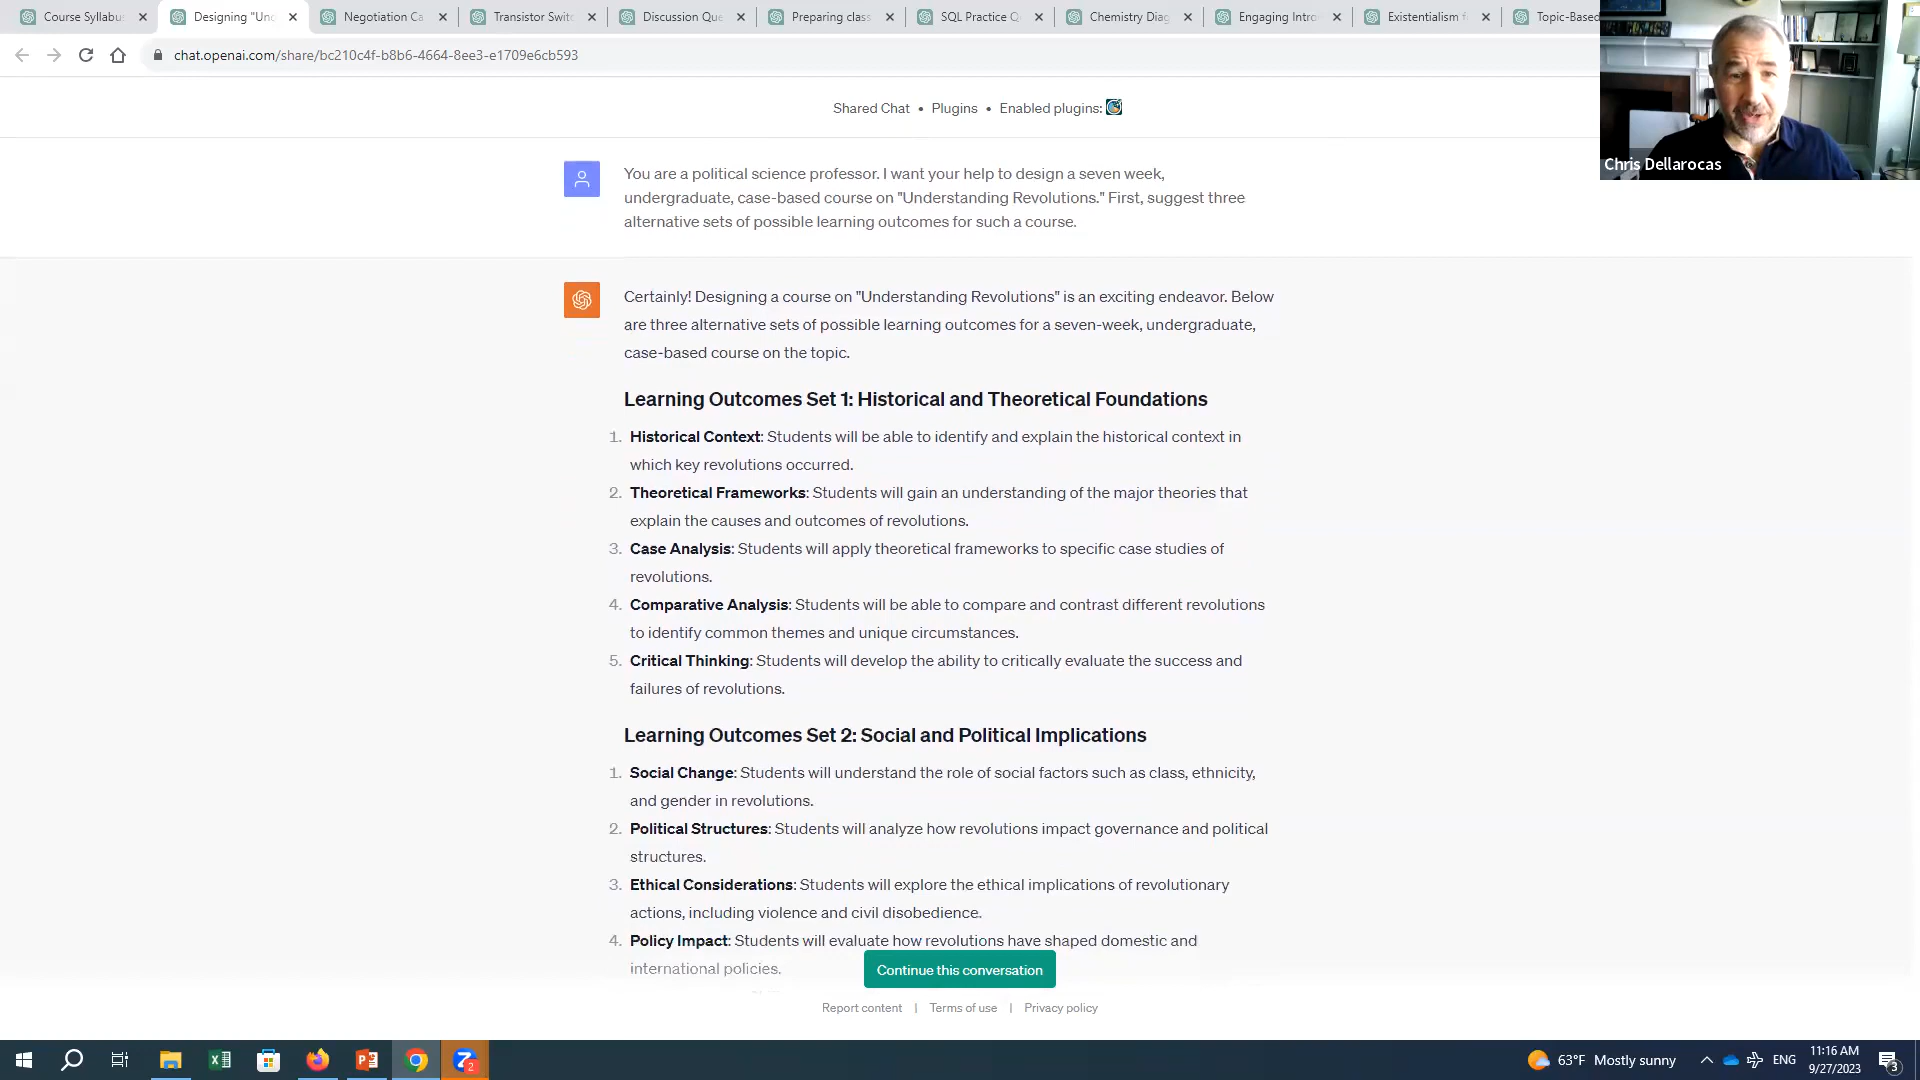 Course Syllabu
Designing "Un
Negotiation Ca
Transistor Swit
Discussion Que
Preparing class
SQL Practice Q
Chemistry Diag
Engaging Intro
Existentialism f
Topic-Based
chat.openai.com/share/bc210c4f-b8b6-4664-8ee3-e1709e6cb593
Chris Dellarocas
Shared Chat • Plugins • Enabled plugins:
You are a political science professor. I want your help to design a seven week,
undergraduate, case-based course on "Understanding Revolutions." First, suggest three
alternative sets of possible learning outcomes for such a course.
Certainly! Designing a course on "Understanding Revolutions" is an exciting endeavor. Below
are three alternative sets of possible learning outcomes for a seven-week, undergraduate,
case-based course on the topic.
Learning Outcomes Set 1: Historical and Theoretical Foundations
1. Historical Context: Students will be able to identify and explain the historical context in
which key revolutions occurred.
2. Theoretical Frameworks: Students will gain an understanding of the major theories that
explain the causes and outcomes of revolutions.
3. Case Analysis: Students will apply theoretical frameworks to specific case studies of
revolutions.
4. Comparative Analysis: Students will be able to compare and contrast different revolutions
to identify common themes and unique circumstances.
5. Critical Thinking: Students will develop the ability to critically evaluate the success and
failures of revolutions.
Learning Outcomes Set 2: Social and Political Implications
1. Social Change: Students will understand the role of social factors such as class, ethnicity,
and gender in revolutions.
2. Political Structures: Students will analyze how revolutions impact governance and political
structures.
3. Ethical Considerations: Students will explore the ethical implications of revolutionary
actions, including violence and civil disobedience.
4. Policy Impact: Students will evaluate how revolutions have shaped domestic and
international policies.
Continue this conversation
Report content | Terms of use | Privacy policy
63°F Mostly sunny
ENG
11:16 AM
9/27/2023
3
2